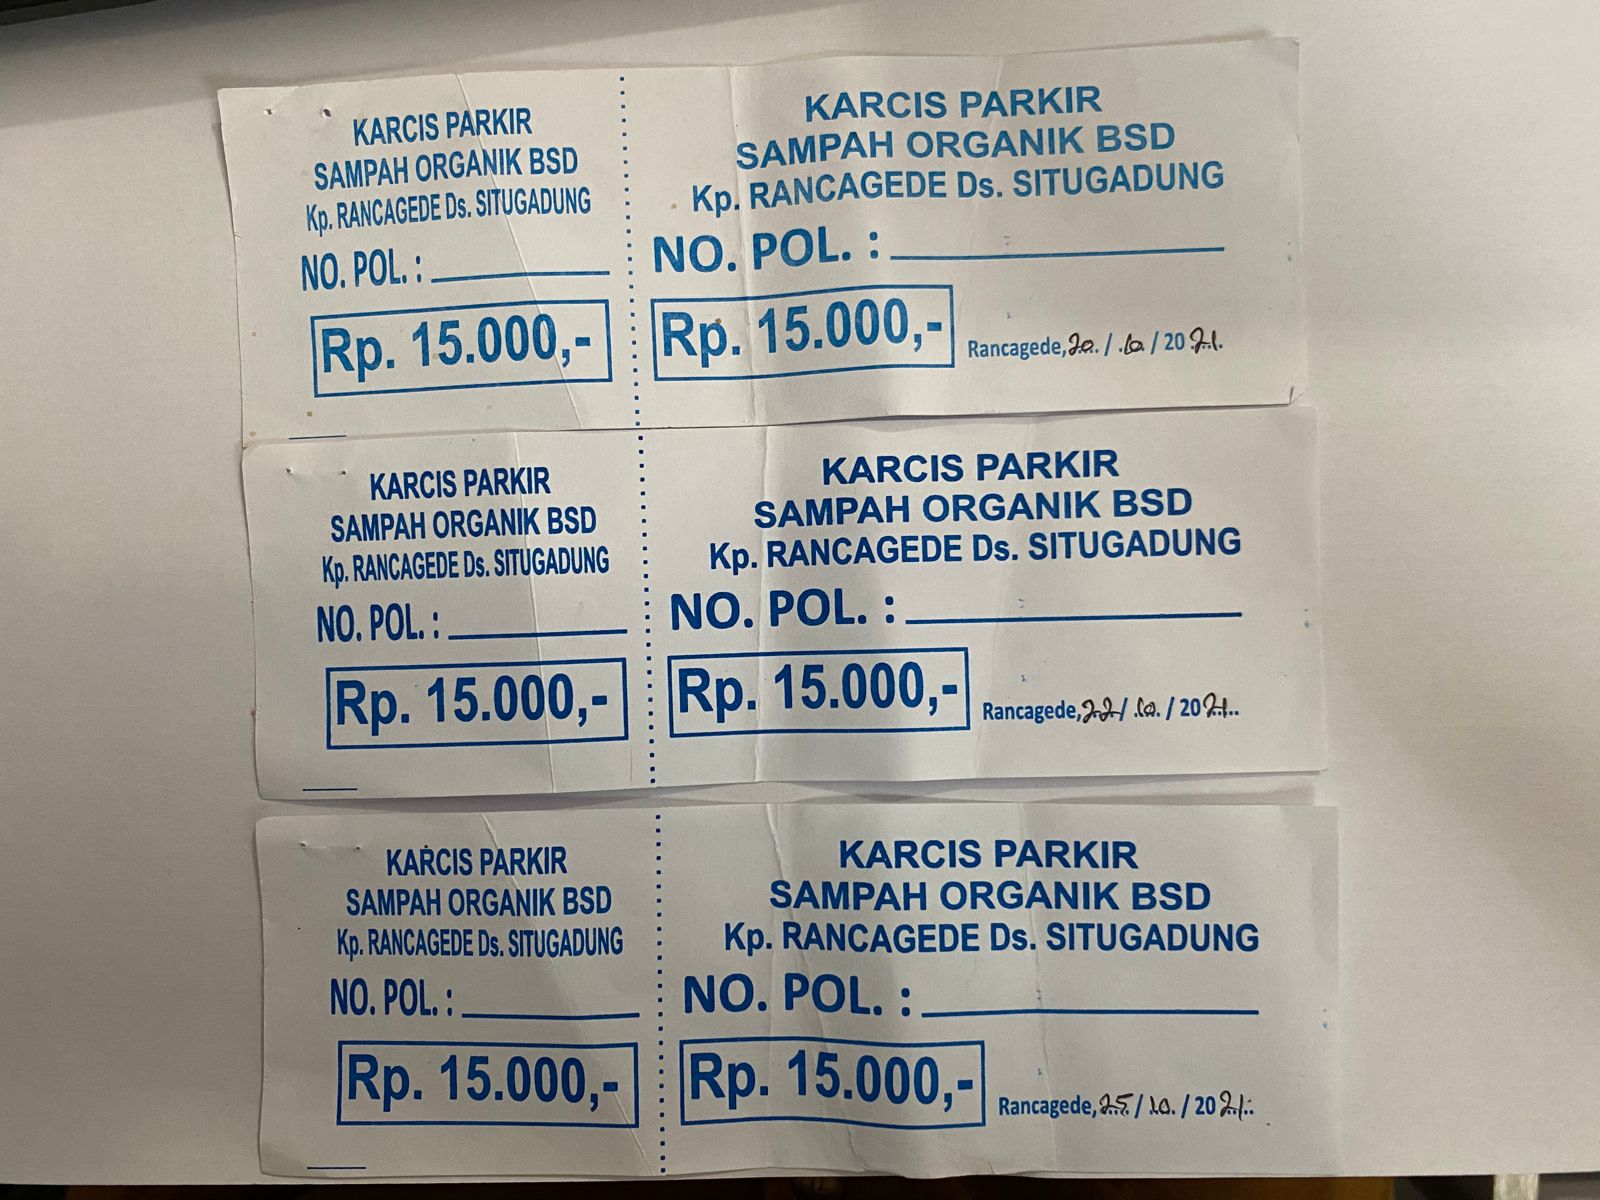 KARCIS PARKIR
SAMPAH ORGANIK BSD
Kp. RANCAGEDE Ds. SITUGADUNG
NO. POL. :
Rp. 15.000,-
KARCIS PARKIR
SAMPAH ORGANIK BSD
Kp. RANCAGEDE Ds. SITUGADUNG
NO. POL. :
Rp. 15.000,-
Rancagede, 20 / 10 / 2021
KARCIS PARKIR
SAMPAH ORGANIK BSD
Kp. RANCAGEDE Ds. SITUGADUNG
NO. POL. :
Rp. 15.000,-
KARCIS PARKIR
SAMPAH ORGANIK BSD
Kp. RANCAGEDE Ds. SITUGADUNG
NO. POL. :
Rp. 15.000,-
Rancagede, 22 / 10 / 2021
KARCIS PARKIR
SAMPAH ORGANIK BSD
Kp. RANCAGEDE Ds. SITUGADUNG
NO. POL. :
Rp. 15.000,-
KARCIS PARKIR
SAMPAH ORGANIK BSD
Kp. RANCAGEDE Ds. SITUGADUNG
NO. POL. :
Rp. 15.000,-
Rancagede, 25 / 10 / 2021